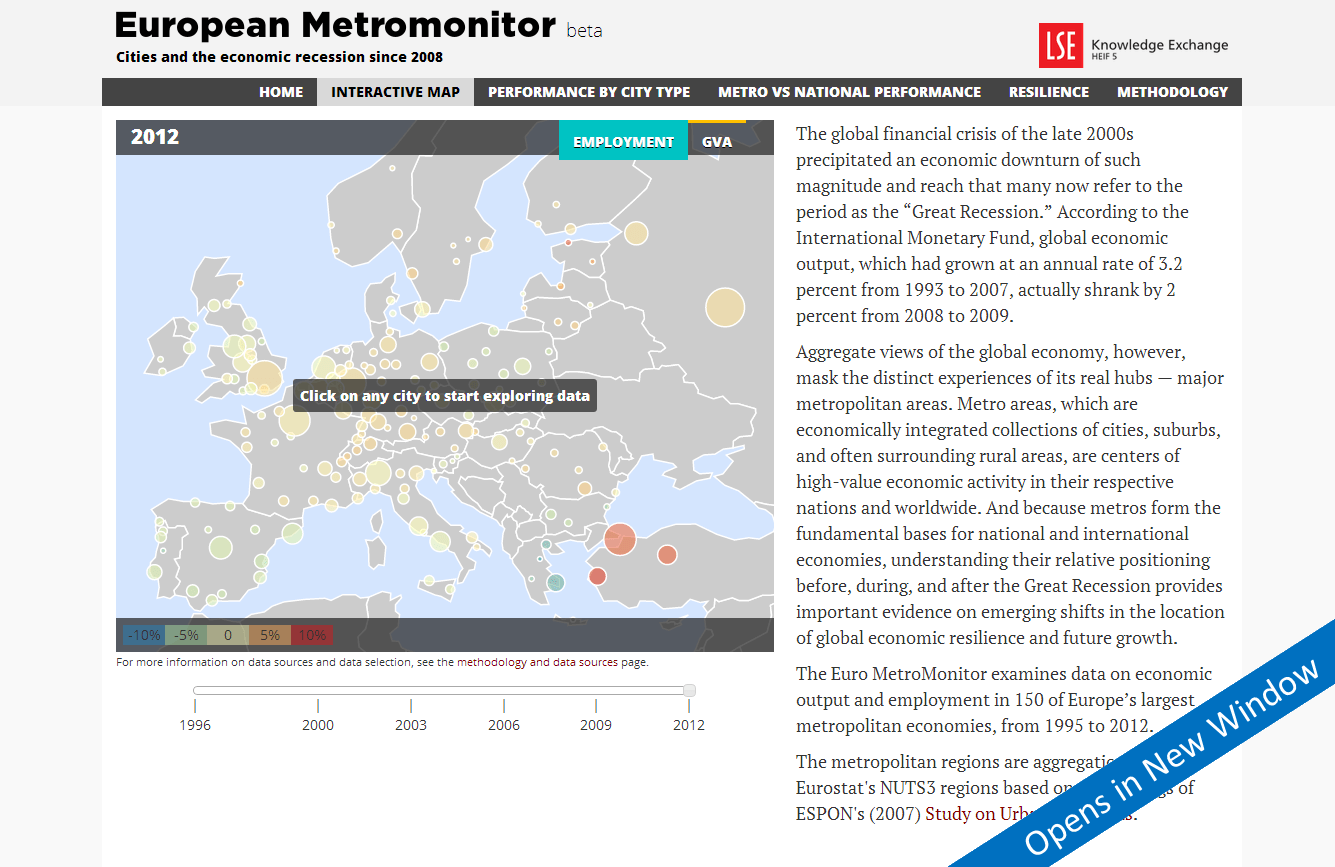 European Metromonitor beta
Cities and the economic recession since 2008
LSE Knowledge Exchange
HEIF 5
HOME INTERACTIVE MAP PERFORMANCE BY CITY TYPE METRO VS NATIONAL PERFORMANCE RESILIENCE METHODOLOGY
2012 EMPLOYMENT GVA
Click on any city to start exploring data
-10% -5% 0 5% 10%
For more information on data sources and data selection, see the methodology and data sources page.
1996 2000 2003 2006 2009 2012
The global financial crisis of the late 2000s
precipitated an economic downturn of such
magnitude and reach that many now refer to the
period as the “Great Recession.” According to the
International Monetary Fund, global economic
output, which had grown at an annual rate of 3.2
percent from 1993 to 2007, actually shrank by 2
percent from 2008 to 2009.
Aggregate views of the global economy, however,
mask the distinct experiences of its real hubs — major
metropolitan areas. Metro areas, which are
economically integrated collections of cities, suburbs,
and often surrounding rural areas, are centers of
high-value economic activity in their respective
nations and worldwide. And because metros form the
fundamental bases for national and international
economies, understanding their relative positioning
before, during, and after the Great Recession provides
important evidence on emerging shifts in the location
of global economic resilience and future growth.
The Euro MetroMonitor examines data on economic
output and employment in 150 of Europe’s largest
metropolitan economies, from 1995 to 2012.
The metropolitan regions are
Eurostat's NUTS3 regions based of
ESPON's (2007) Study on
Opens in New Window